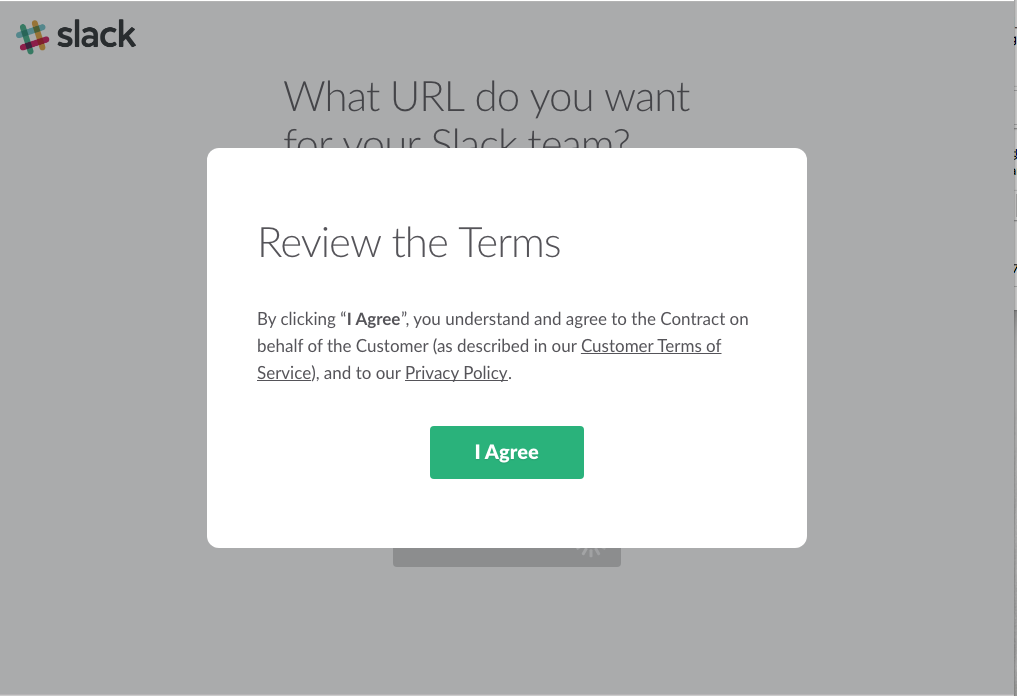 slack
What URL do you want
for your Slack team?
Review the Terms
By clicking “I Agree”, you understand and agree to the Contract on
behalf of the Customer (as described in our Customer Terms of
Service), and to our Privacy Policy.
I Agree